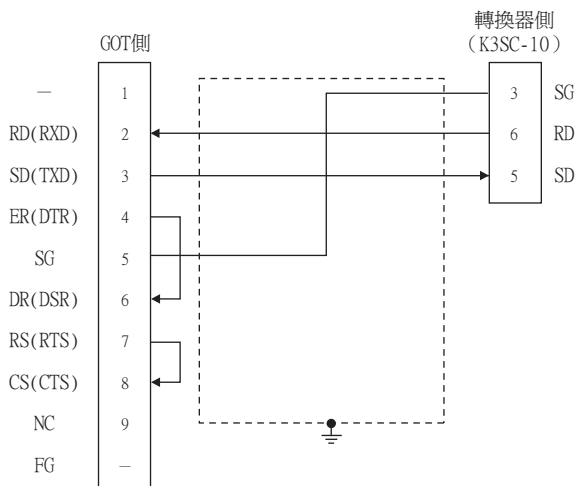 轉換器側
GOT側
（K3SC-10）
— 1 3 SG
RD(RXD) 2 6 RD
SD(TXD) 3 5 SD
ER(DTR) 4
SG 5
DR(DSR) 6
RS(RTS) 7
CS(CTS) 8
NC 9
FG —